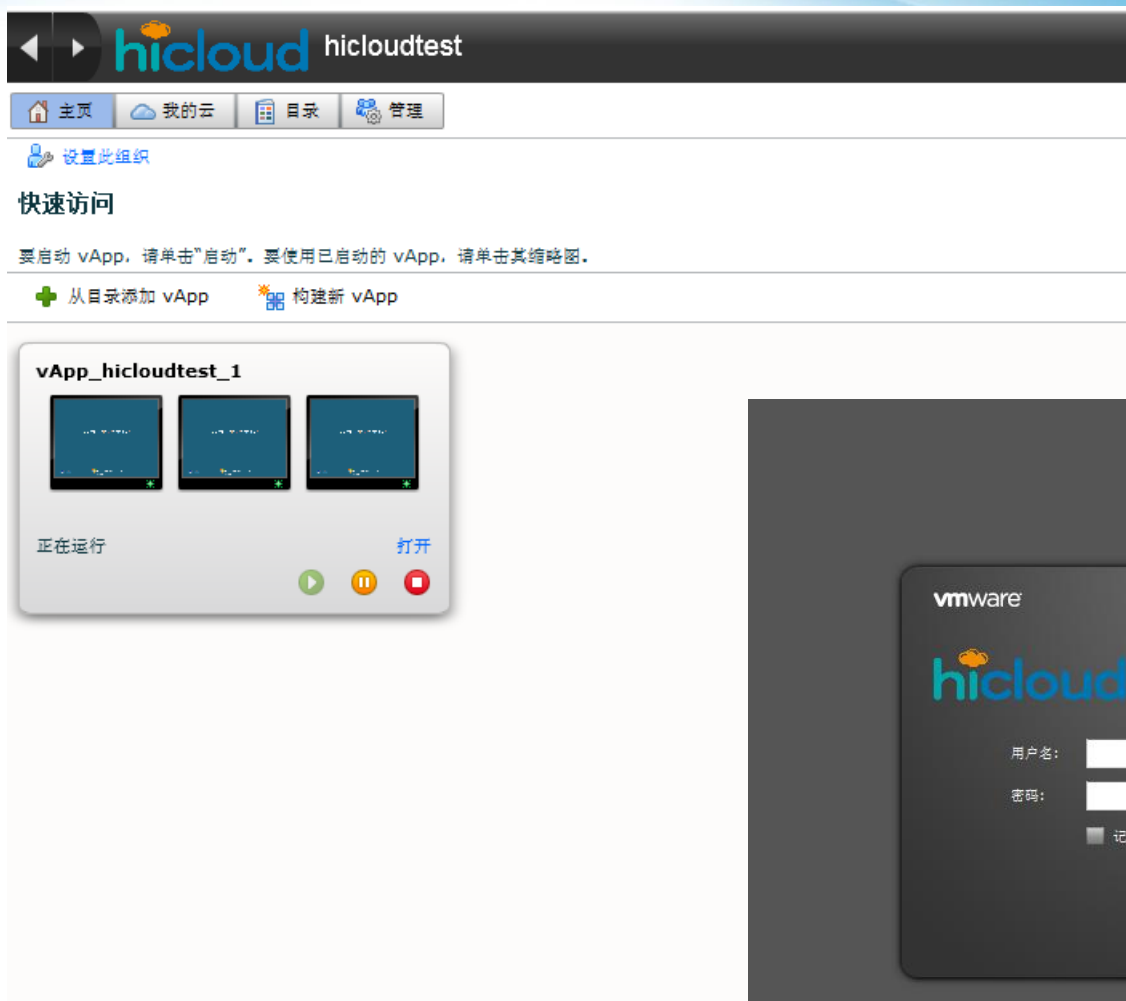 hicloud hicloudtest
主页 我的云 目录 管理
设置此组织
快速访问
要启动 vApp，请单击"启动"。要使用已启动的 vApp，请单击其缩略图。
从目录添加 vApp 构建新 vApp
vApp_hicloudtest_1
正在运行 打开
vmware
hicloud
用户名:
密码:
记